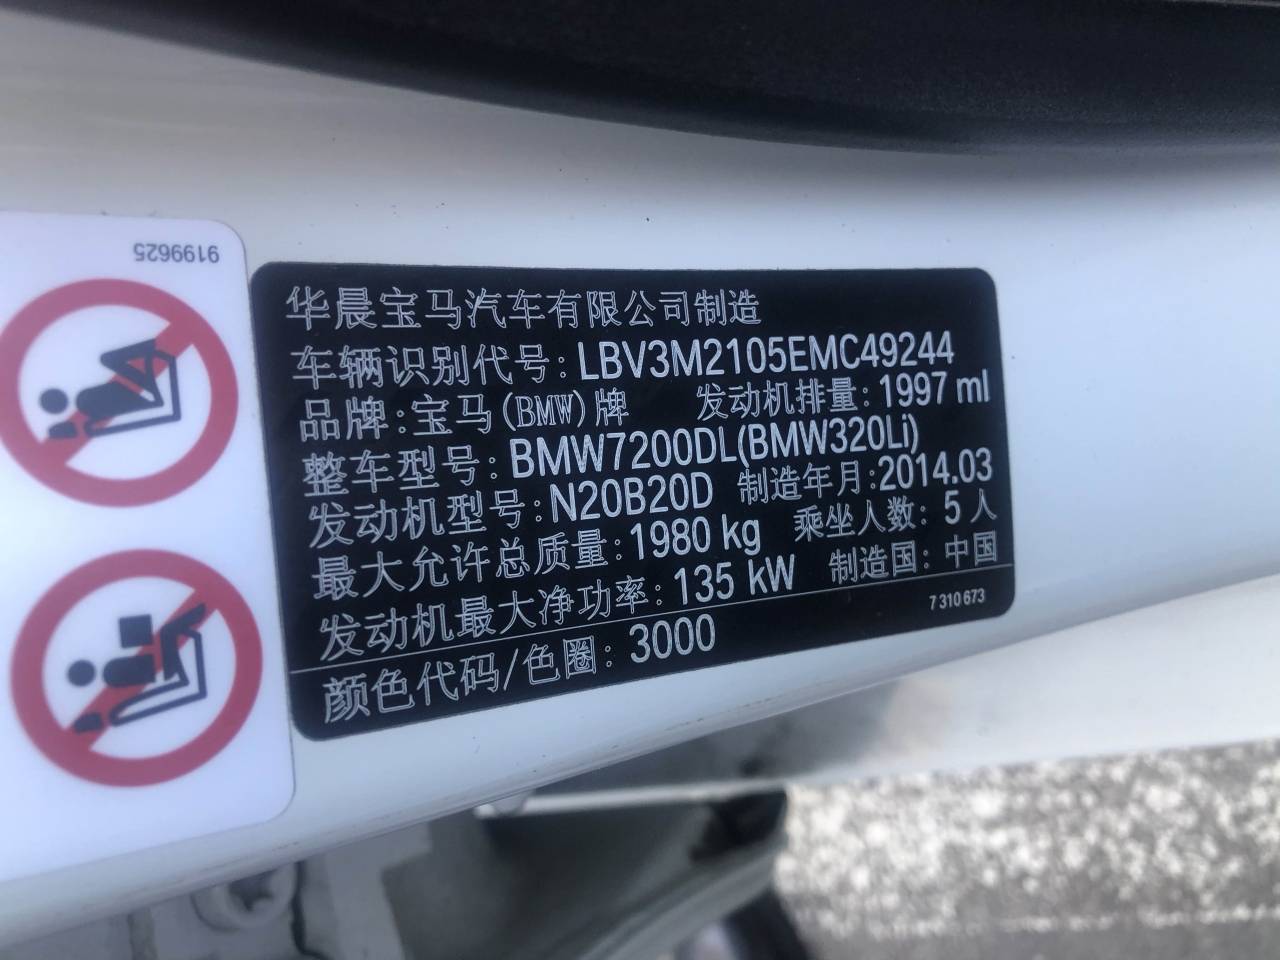 9199625
华晨宝马汽车有限公司制造
车辆识别代号: LBV3M2105EMC49244
品牌: 宝马(BMW)牌 发动机排量: 1997 ml
整车型号: BMW7200DL(BMW320Li)
发动机型号: N20B20D 制造年月: 2014.03
最大允许总质量: 1980 kg 乘坐人数: 5 人
发动机最大净功率: 135 kW 制造国: 中国
7 310 673
颜色代码/色圈: 3000